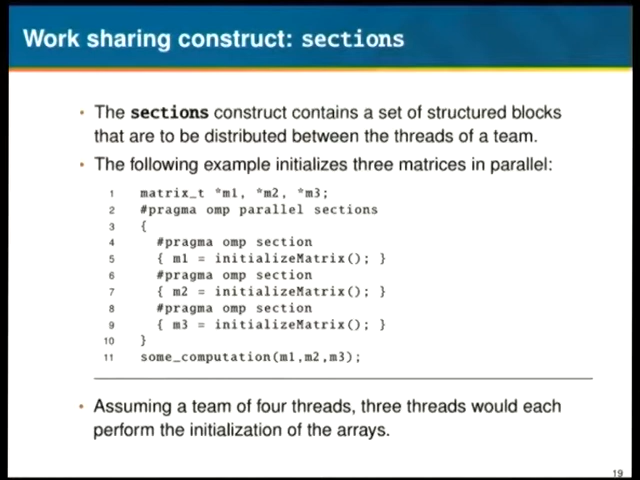 Work sharing construct: sections
• The sections construct contains a set of structured blocks
that are to be distributed between the threads of a team.
• The following example initializes three matrices in parallel:
1 matrix_t *m1, *m2, *m3;
2 #pragma omp parallel sections
3 {
4 #pragma omp section
5 { m1 = initializeMatrix(); }
6 #pragma omp section
7 { m2 = initializeMatrix(); }
8 #pragma omp section
9 { m3 = initializeMatrix(); }
10 }
11 some_computation(m1,m2,m3);
• Assuming a team of four threads, three threads would each
perform the initialization of the arrays.
19